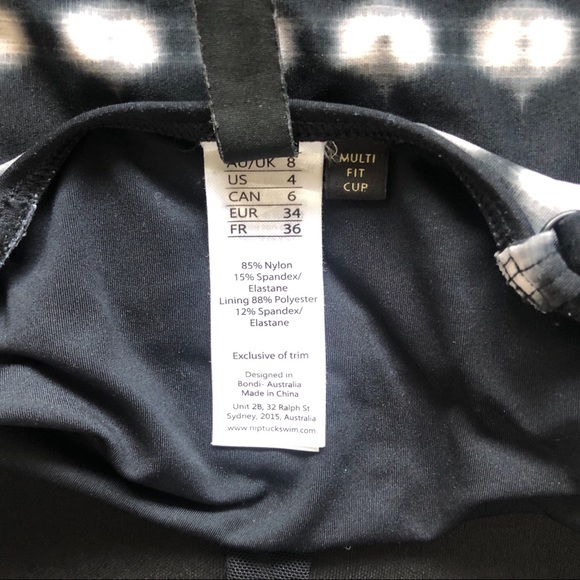 AU/UK 8
US 4
CAN 6
EUR 34
FR 36
85% Nylon
15% Spandex/
Elastane
Lining 88% Polyester
12% Spandex/
Elastane
Exclusive of trim
Designed in
Bondi- Australia
Made in China
Unit 2B, 32 Ralph St
Sydney, 2015, Australia
www.niptuckswim.com
MULTI
FIT
CUP